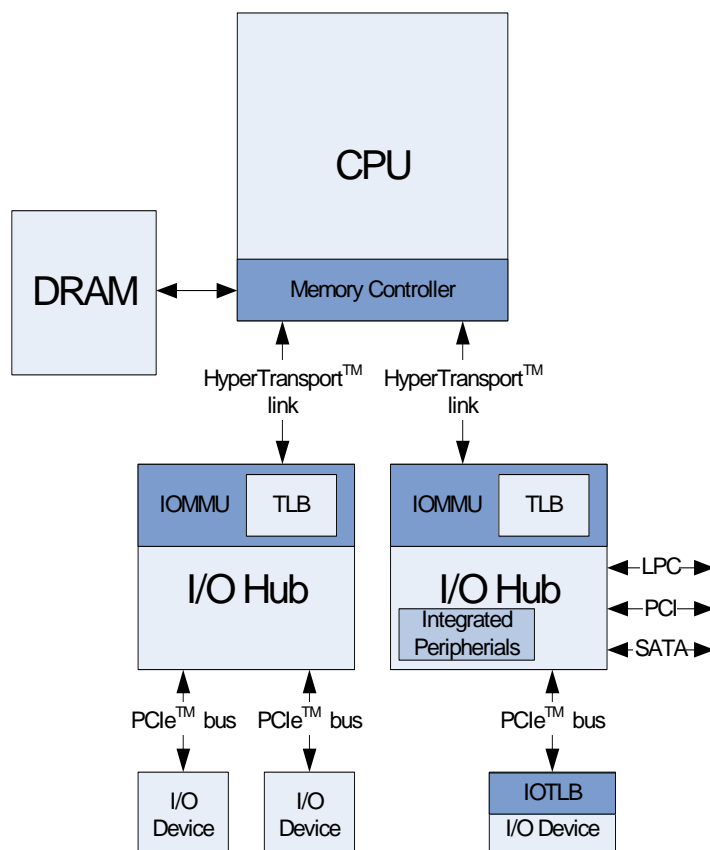 CPU
DRAM
Memory Controller
HyperTransport™
link
HyperTransport™
link
IOMMU
TLB
I/O Hub
IOMMU
TLB
I/O Hub
Integrated
Peripherials
LPC
PCI
SATA
PCIe™ bus
PCIe™ bus
PCIe™ bus
I/O
Device
I/O
Device
IOTLB
I/O Device